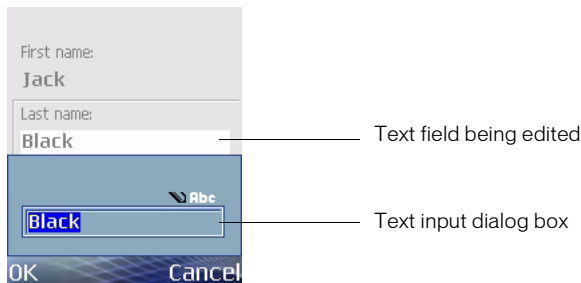 First name:
Jack
Last name:
Black
Text field being edited
Abc
Black
Text input dialog box
OK Cancel